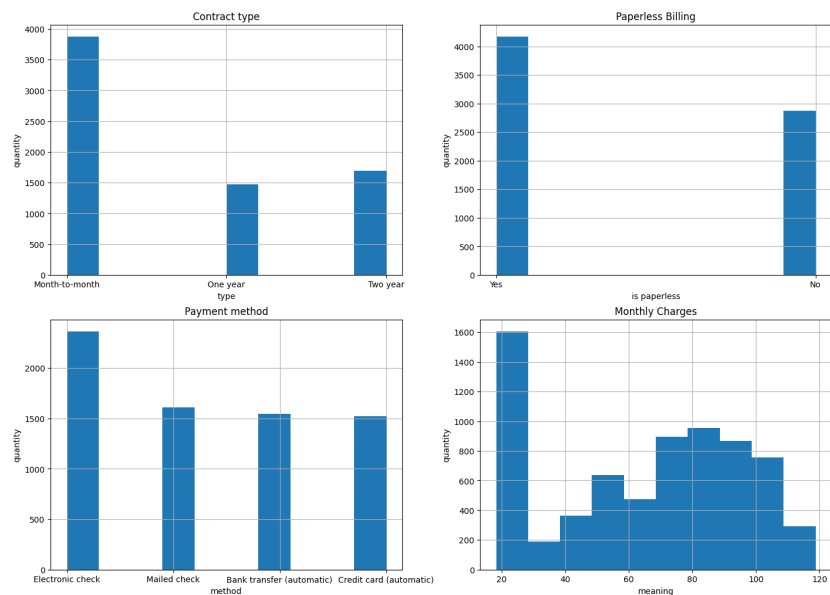 Contract type
4000
3500
3000
2500
2000
1500
1000
500
0
quantity
Month-to-month One year Two year
type
Paperless Billing
4000
3500
3000
2500
2000
1500
1000
500
0
quantity
Yes No
is paperless
Payment method
2000
1500
1000
500
0
quantity
Electronic check Mailed check Bank transfer (automatic) Credit card (automatic)
method
Monthly Charges
1600
1400
1200
1000
800
600
400
200
0
quantity
20 40 60 80 100 120
meaning